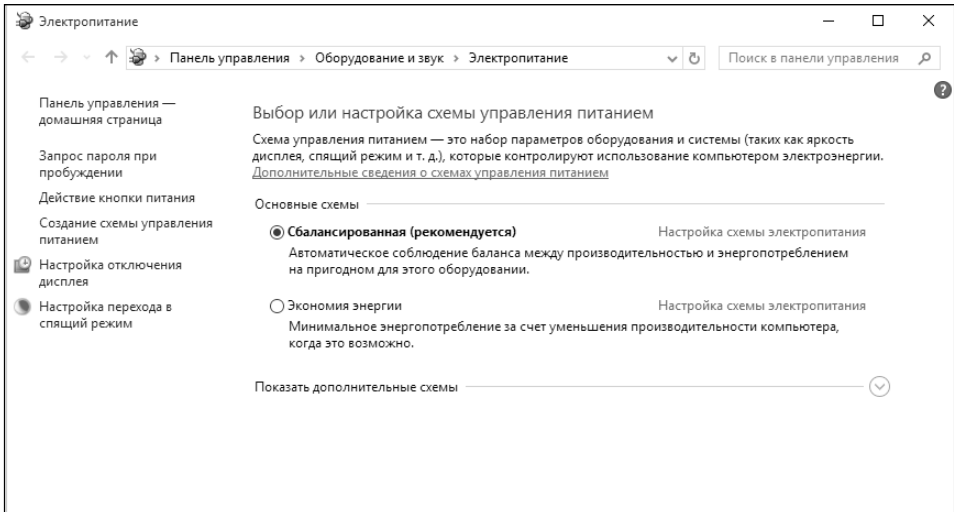 Электропитание
Панель управления > Оборудование и звук > Электропитание
Поиск в панели управления
Панель управления —
домашняя страница
Запрос пароля при
пробуждении
Действие кнопки питания
Создание схемы управления
питанием
Настройка отключения
дисплея
Настройка перехода в
спящий режим
Выбор или настройка схемы управления питанием
Схема управления питанием — это набор параметров оборудования и системы (таких как яркость
дисплея, спящий режим и т. д.), которые контролируют использование компьютером электроэнергии.
Дополнительные сведения о схемах управления питанием
Основные схемы
Сбалансированная (рекомендуется) Настройка схемы электропитания
Автоматическое соблюдение баланса между производительностью и энергопотреблением
на пригодном для этого оборудовании.
Экономия энергии Настройка схемы электропитания
Минимальное энергопотребление за счет уменьшения производительности компьютера,
когда это возможно.
Показать дополнительные схемы